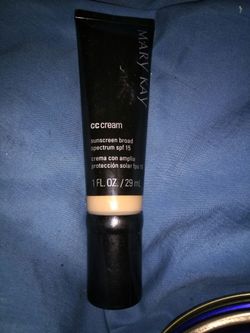 MARY KAY
cc cream
sunscreen broad
spectrum spf 15
crema con amplia
protección solar fps 15
1 FL. OZ. / 29 mL